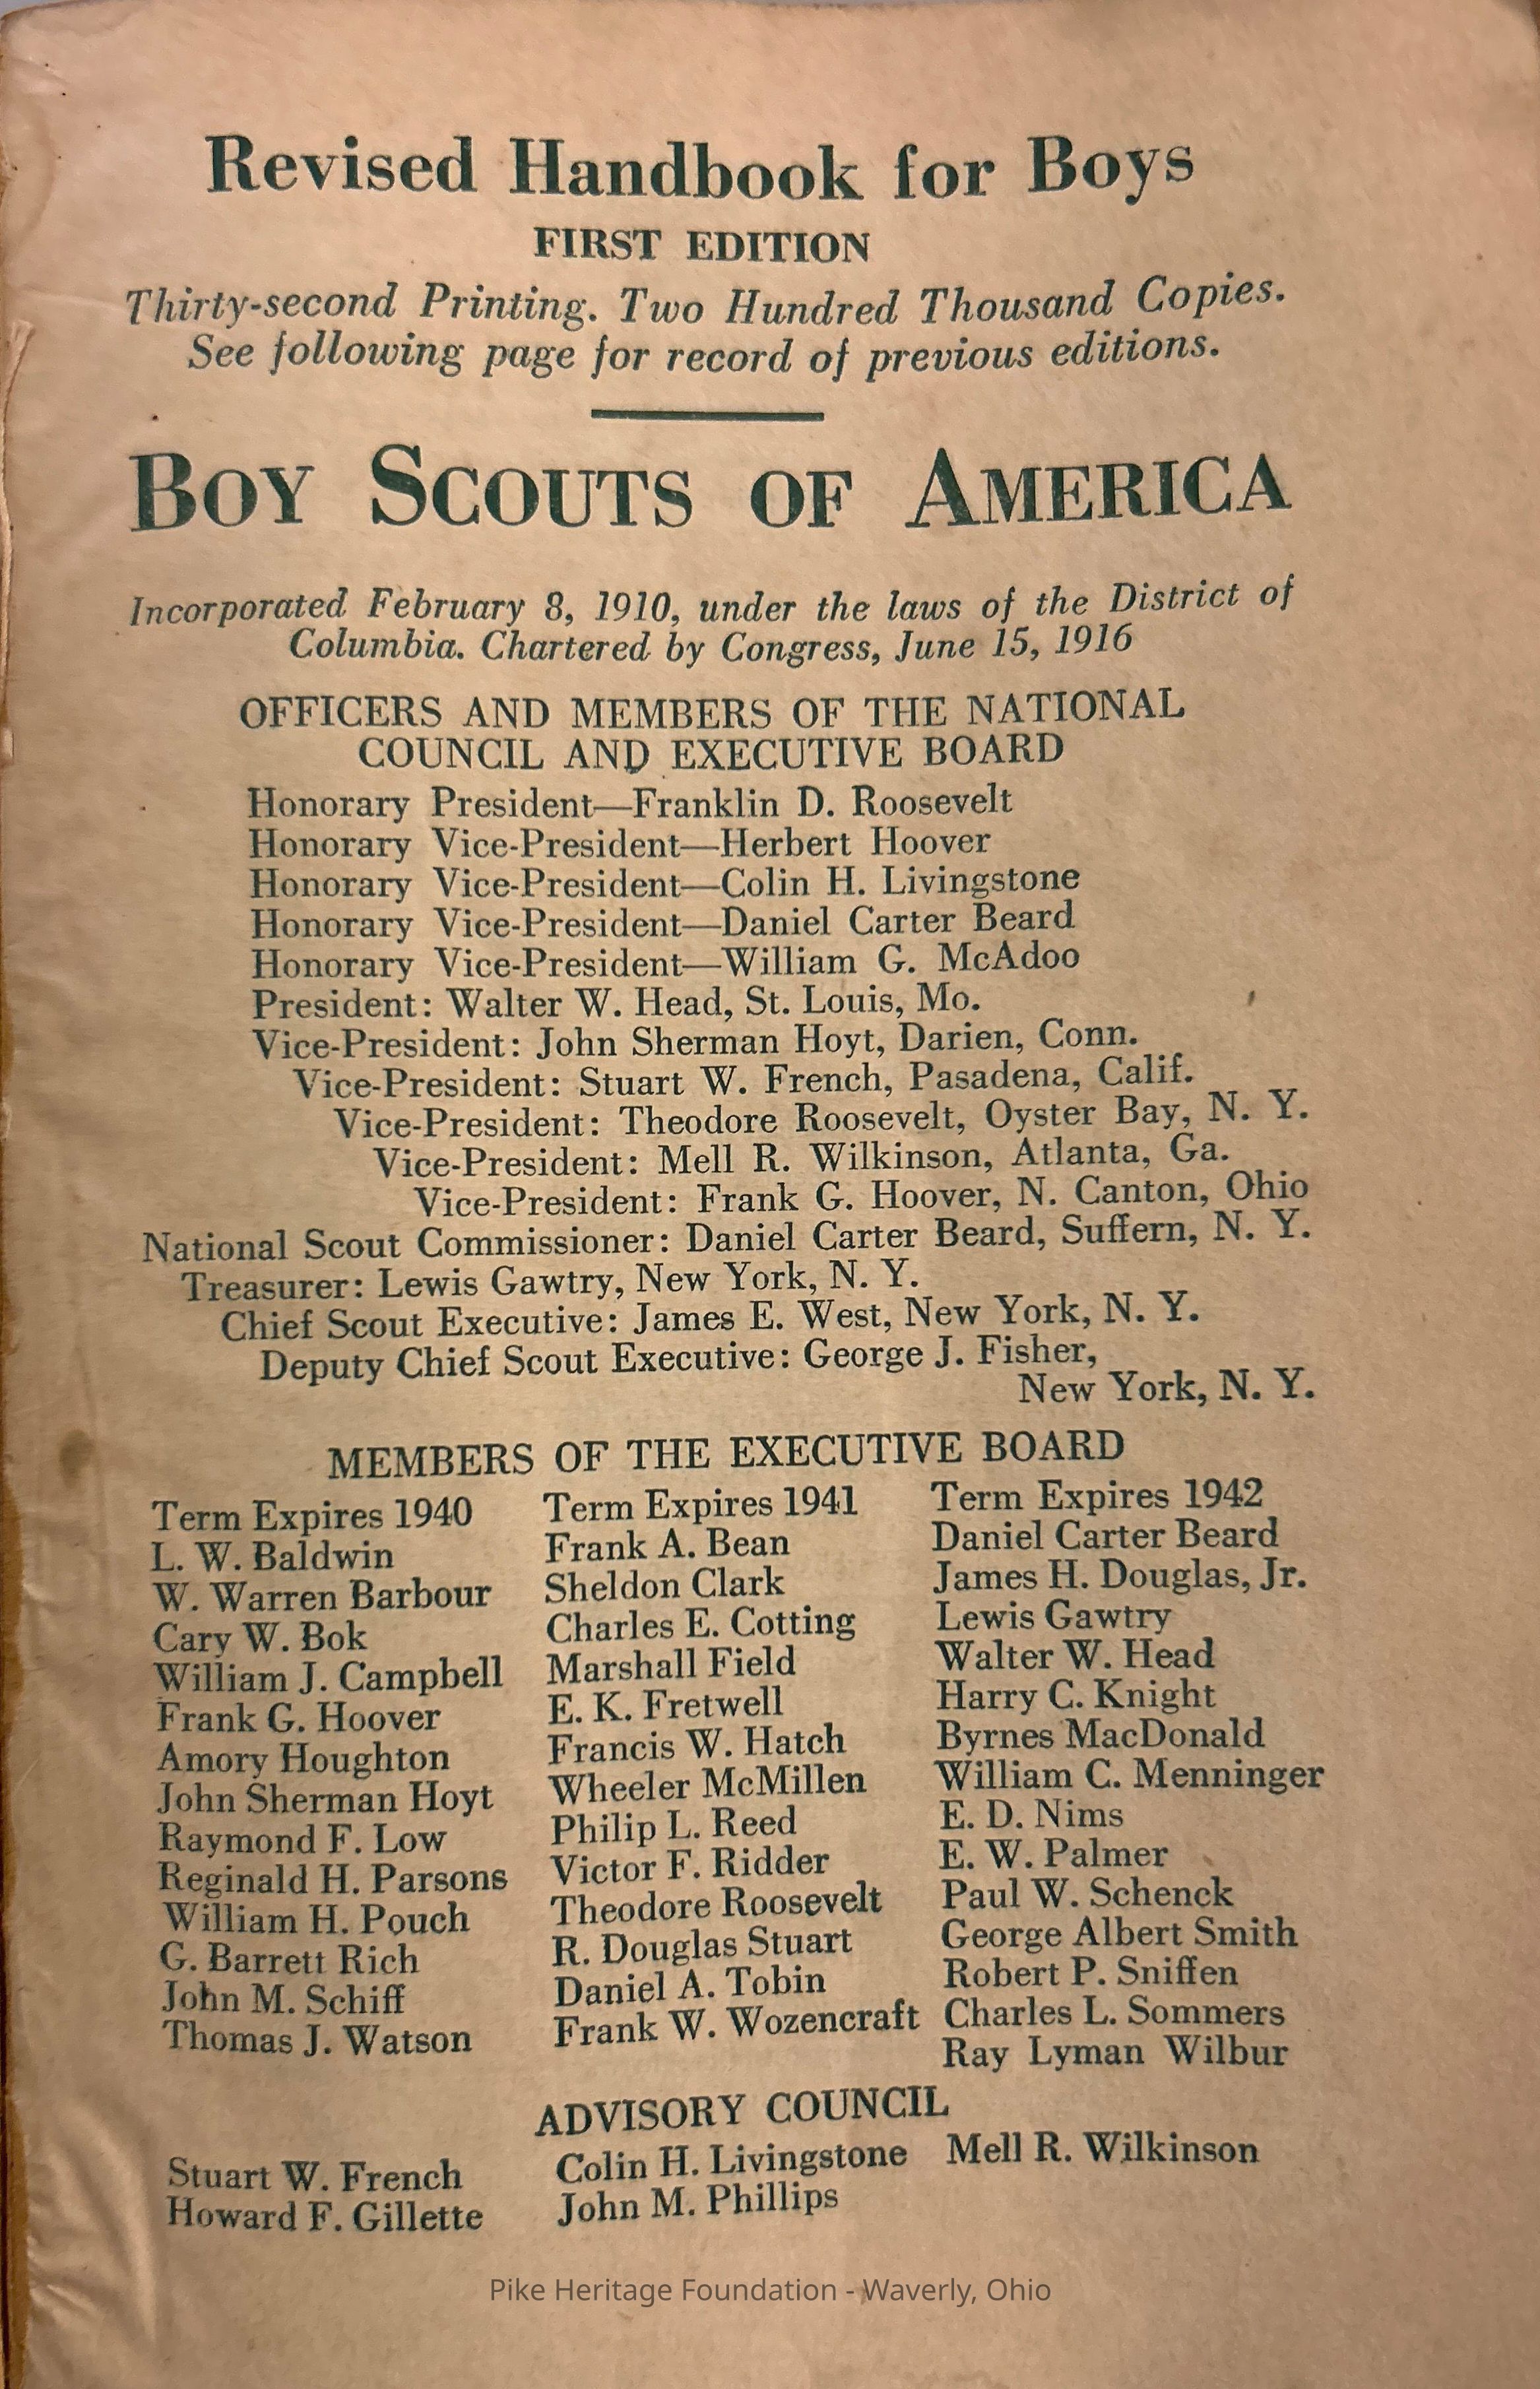 Revised Handbook for Boys
FIRST EDITION
Thirty-second Printing. Two Hundred Thousand Copies.
See following page for record of previous editions.
BOY SCOUTS OF AMERICA
Incorporated February 8, 1910, under the laws of the District of
Columbia. Chartered by Congress, June 15, 1916
OFFICERS AND MEMBERS OF THE NATIONAL
COUNCIL AND EXECUTIVE BOARD
Honorary President—Franklin D. Roosevelt
Honorary Vice-President—Herbert Hoover
Honorary Vice-President—Colin H. Livingstone
Honorary Vice-President—Daniel Carter Beard
Honorary Vice-President—William G. McAdoo
President: Walter W. Head, St. Louis, Mo.
Vice-President: John Sherman Hoyt, Darien, Conn.
Vice-President: Stuart W. French, Pasadena, Calif.
Vice-President: Theodore Roosevelt, Oyster Bay, N. Y.
Vice-President: Mell R. Wilkinson, Atlanta, Ga.
Vice-President: Frank G. Hoover, N. Canton, Ohio
National Scout Commissioner: Daniel Carter Beard, Suffern, N. Y.
Treasurer: Lewis Gawtry, New York, N. Y.
Chief Scout Executive: James E. West, New York, N. Y.
Deputy Chief Scout Executive: George J. Fisher,
New York, N. Y.
MEMBERS OF THE EXECUTIVE BOARD
Term Expires 1940
L. W. Baldwin
W. Warren Barbour
Cary W. Bok
William J. Campbell
Frank G. Hoover
Amory Houghton
John Sherman Hoyt
Raymond F. Low
Reginald H. Parsons
William H. Pouch
G. Barrett Rich
John M. Schiff
Thomas J. Watson
Term Expires 1941
Frank A. Bean
Sheldon Clark
Charles E. Cotting
Marshall Field
E. K. Fretwell
Francis W. Hatch
Wheeler McMillen
Philip L. Reed
Victor F. Ridder
Theodore Roosevelt
R. Douglas Stuart
Daniel A. Tobin
Frank W. Wozencraft
Term Expires 1942
Daniel Carter Beard
James H. Douglas, Jr.
Lewis Gawtry
Walter W. Head
Harry C. Knight
Byrnes MacDonald
William C. Menninger
E. D. Nims
E. W. Palmer
Paul W. Schenck
George Albert Smith
Robert P. Sniffen
Charles L. Sommers
Ray Lyman Wilbur
ADVISORY COUNCIL
Stuart W. French
Howard F. Gillette
Colin H. Livingstone
John M. Phillips
Mell R. Wilkinson
Pike Heritage Foundation - Waverly, Ohio